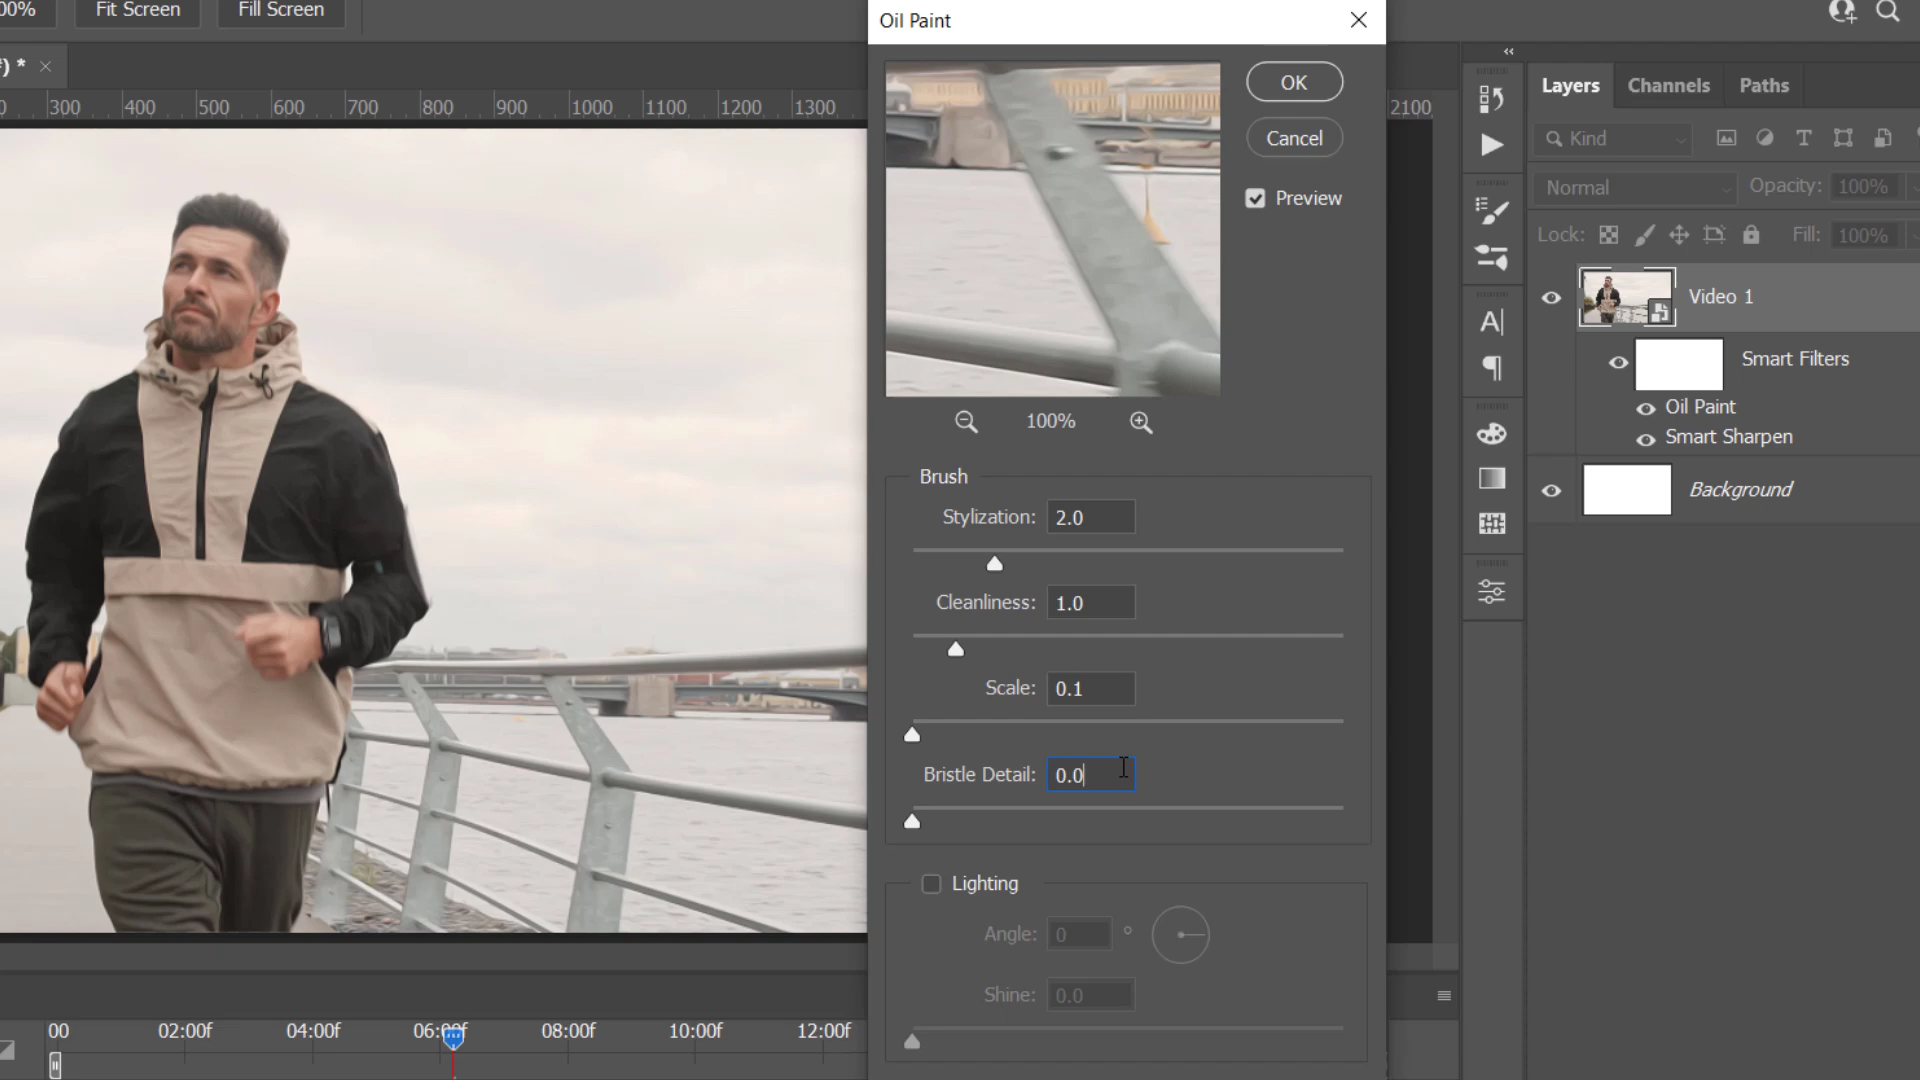 00%
Fit Screen
Fill Screen
Oil Paint
#) *
300
400
500
600
700
800
900
1000
1100
1200
1300
2100
OK
Cancel
Preview
100%
Brush
Stylization: 2.0
Cleanliness: 1.0
Scale: 0.1
Bristle Detail: 0.0
Lighting
Angle: 0 °
Shine: 0.0
Layers
Channels
Paths
Kind
Normal
Opacity: 100%
Lock:
Fill: 100%
Video 1
Smart Filters
Oil Paint
Smart Sharpen
Background
00
02:00f
04:00f
06:00f
08:00f
10:00f
12:00f